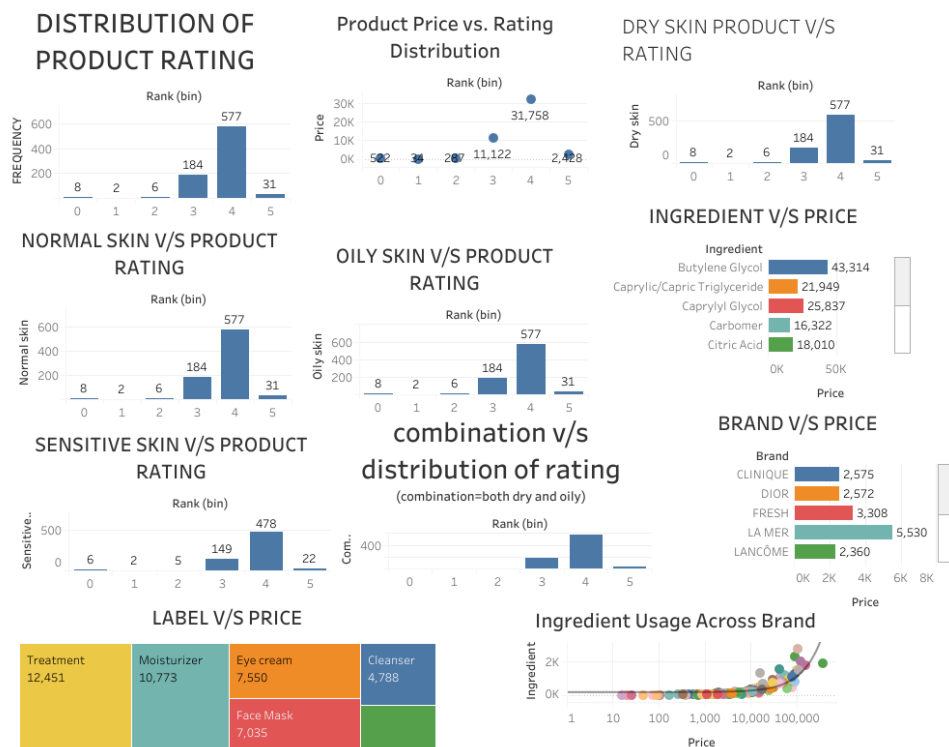 DISTRIBUTION OF
PRODUCT RATING
Rank (bin)
FREQUENCY
600
400
200
8
2
6
184
577
31
0 1 2 3 4 5
Product Price vs. Rating
Distribution
Rank (bin)
Price
30K
20K
10K
0K
522
34
287
11,122
31,758
2,428
0 1 2 3 4 5
DRY SKIN PRODUCT V/S
RATING
Rank (bin)
Dry skin
500
0
8
2
6
184
577
31
0 1 2 3 4 5
NORMAL SKIN V/S PRODUCT
RATING
Rank (bin)
Normal skin
600
400
200
8
2
6
184
577
31
0 1 2 3 4 5
OILY SKIN V/S PRODUCT
RATING
Rank (bin)
Oily skin
600
400
200
8
2
6
184
577
31
0 1 2 3 4 5
INGREDIENT V/S PRICE
Ingredient
Butylene Glycol 43,314
Caprylic/Capric Triglyceride 21,949
Caprylyl Glycol 25,837
Carbomer 16,322
Citric Acid 18,010
0K 50K
Price
SENSITIVE SKIN V/S PRODUCT
RATING
Rank (bin)
Sensitive..
500
0
6
2
5
149
478
22
0 1 2 3 4 5
combination v/s
distribution of rating
(combination=both dry and oily)
Rank (bin)
Com..
400
0 1 2 3 4 5
BRAND V/S PRICE
Brand
CLINIQUE 2,575
DIOR 2,572
FRESH 3,308
LA MER 5,530
LANCÔME 2,360
0K 2K 4K 6K 8K
Price
LABEL V/S PRICE
Treatment
12,451
Moisturizer
10,773
Eye cream
7,550
Face Mask
7,035
Cleanser
4,788
Ingredient Usage Across Brand
Ingredient
2K
0K
1 10 100 1,000 10,000 100,000
Price